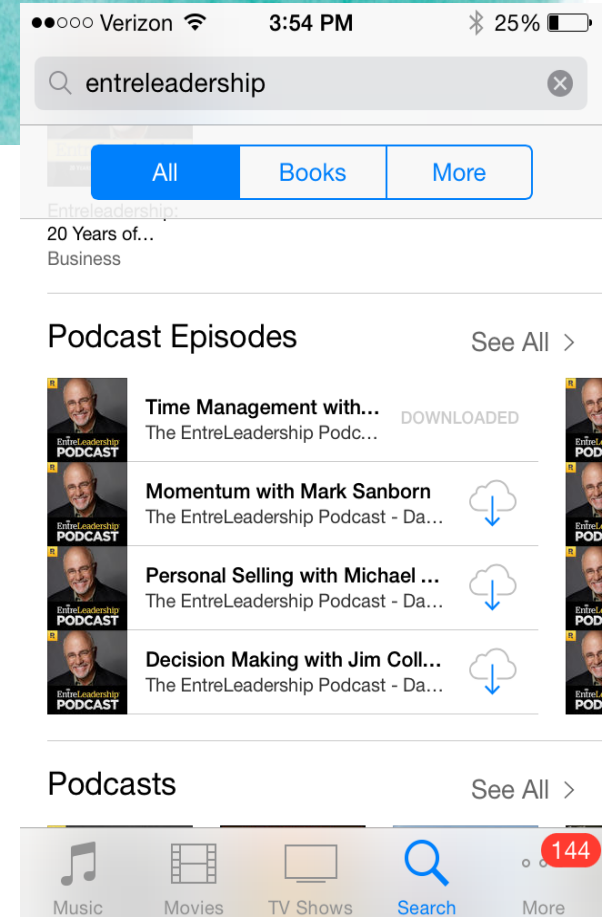 Verizon 3:54 PM 25%
entreleadership
All Books More
Entreleadership:
20 Years of...
Business
Podcast Episodes See All >
EntreLeadership
PODCAST
Time Management with... DOWNLOADED
The EntreLeadership Podc...
EntreLeadership
PODCAST
Momentum with Mark Sanborn
The EntreLeadership Podcast - Da...
EntreLeadership
PODCAST
Personal Selling with Michael ...
The EntreLeadership Podcast - Da...
EntreLeadership
PODCAST
Decision Making with Jim Coll...
The EntreLeadership Podcast - Da...
Podcasts See All >
144
Music Movies TV Shows Search More